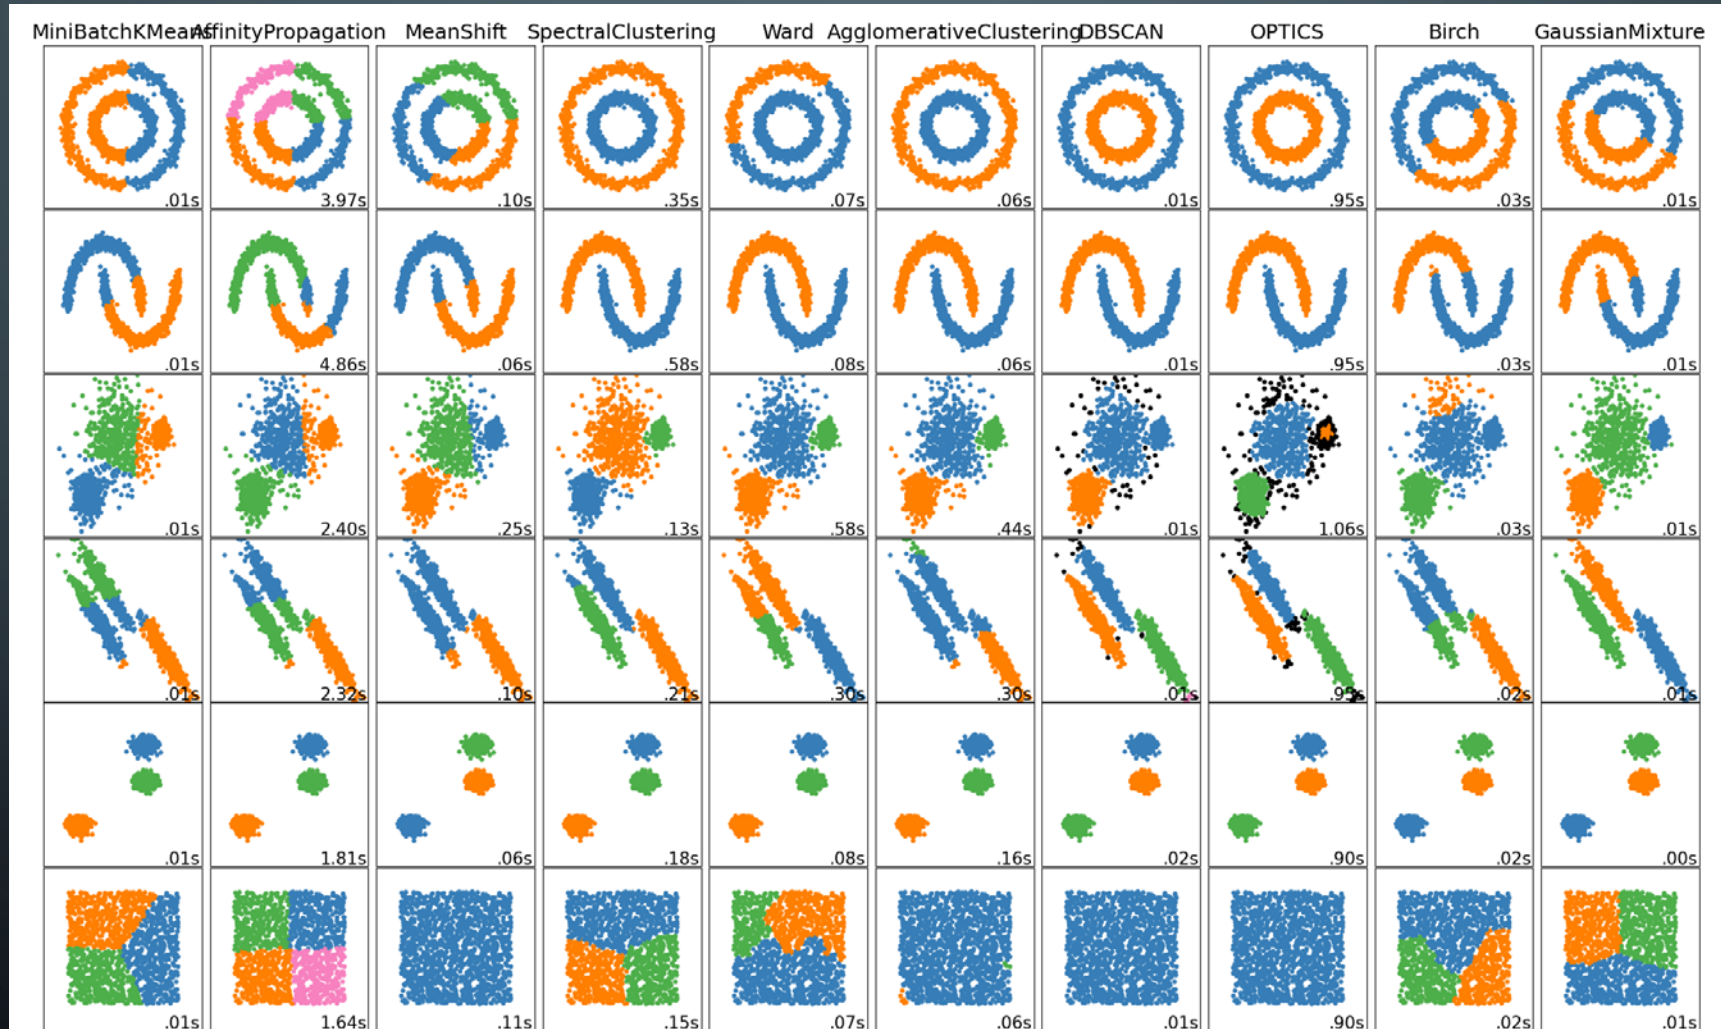 MiniBatchKMeans AffinityPropagation MeanShift SpectralClustering Ward AgglomerativeClustering DBSCAN OPTICS Birch GaussianMixture
.01s 3.97s .10s .35s .07s .06s .01s .95s .03s .01s
.01s 4.86s .06s .58s .08s .06s .01s .95s .03s .01s
.01s 2.40s .25s .13s .58s .44s .01s 1.06s .03s .01s
.01s 2.32s .10s .21s .30s .30s .01s .02s .01s
.01s 1.81s .06s .18s .08s .16s .02s .90s .02s .00s
.01s 1.64s .11s .15s .07s .06s .01s .90s .02s .01s